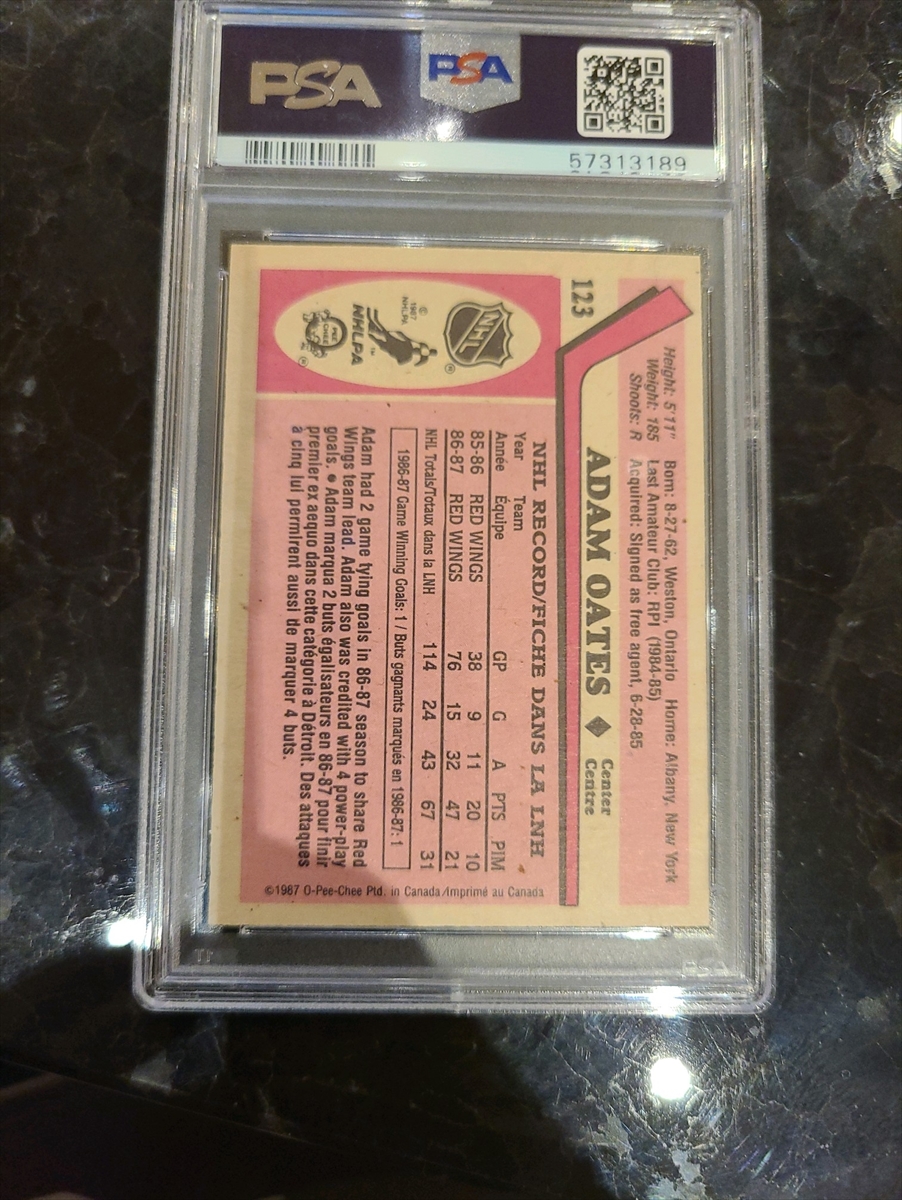 PSA
PSA
57313189
123
Height: 5'11"
Weight: 185
Shoots: R
Born: 8-27-62, Weston, Ontario Home: Albany, New York
Last Amateur Club: RPI (1984-85)
Acquired: Signed as free agent, 6-28-85
ADAM OATES ◆ Center
Centre
NHL
®
© 1987 NHLPA
NHLPA
™
O PEE CHEE
®
NHL RECORD/FICHE DANS LA LNH
Year Team
Année Équipe GP G A PTS PIM
85-86 RED WINGS 38 9 11 20 10
86-87 RED WINGS 76 15 32 47 21
NHL Totals/Totaux dans la LNH 114 24 43 67 31
1986-87 Game Winning Goals: 1 / Buts gagnants marqués en 1986-87: 1
Adam had 2 game tying goals in 86-87 season to share Red
Wings team lead. Adam also was credited with 4 power-play
goals. ● Adam marqua 2 buts égalisateurs en 86-87 pour finir
premier ex aequo dans cette catégorie à Détroit. Des attaques
à cinq lui permirent aussi de marquer 4 buts.
©1987 O-Pee-Chee Ptd. in Canada/Imprimé au Canada